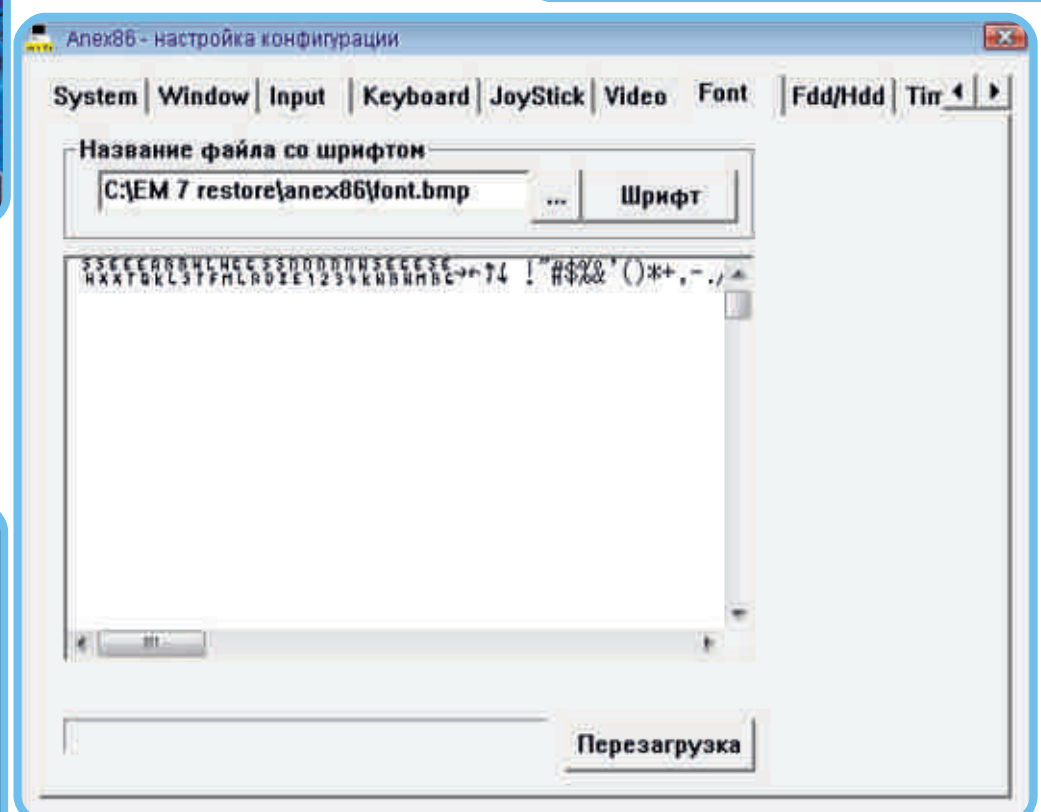 Anex86 - настройка конфигурации
System Window Input Keyboard JoyStick Video Font Fdd/Hdd
Название файла со шрифтом
C:\EM 7 restore\anex86\font.bmp ... Шрифт
→←↑↓ !"#$%&'()*+,-./
Перезагрузка